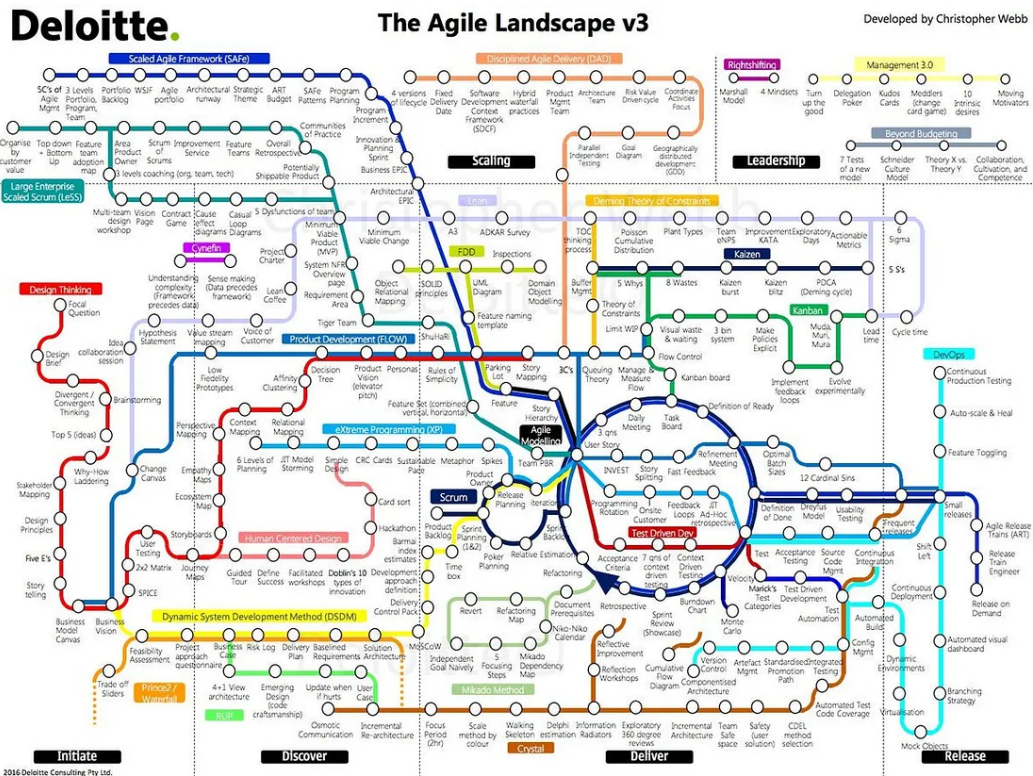 Deloitte.
The Agile Landscape v3
Developed by Christopher Webb
Scaled Agile Framework (SAFe)
5C's of
Agile
Mgmt
3 Levels
Portfolio,
Program,
Team
Portfolio
Backlog
WSJF
Agile
portfolio
Architectural
runway
Strategic
Theme
ART
Budget
SAFe
Patterns
Program
Planning
Program
Increment
Innovation &
Planning
Sprint
Business EPIC
Architectural
EPIC
Disciplined Agile Delivery (DAD)
4 versions
of lifecycle
Fixed
Delivery
Date
Software
Development
Context
Framework
(SDCF)
Hybrid
waterfall
practices
Product
Mgmt
Team
Architecture
Team
Risk Value
Driven cycle
Coordinate
Activities
Focus
Parallel
Independent
Testing
Goal
Diagram
Geographically
distributed
development
(GDD)
Scaling
Rightshifting
Marshall
Model
4 Mindsets
Management 3.0
Turn
up the
good
Delegation
Poker
Kudos
Cards
Meddlers
(change
card game)
10
Intrinsic
desires
Moving
Motivators
Beyond Budgeting
7 Tests
of a new
model
Schneider
Culture
Model
Theory X vs.
Theory Y
Collaboration,
Cultivation, and
Competence
Leadership
Organise
by
customer
value
Top down
+ Bottom
Up
Feature
team
adoption
map
Area
Product
Owner
Scrum
of
Scrums
Improvement
Service
Feature
Teams
Overall
Retrospective
Communities
of Practice
Potentially
Shippable Product
3 levels coaching (org, team, tech)
Large Enterprise
Scaled Scrum (LeSS)
Multi-team
design
workshop
Vision
Page
Contract
Game
Cause
effect
diagrams
Casual
Loop
Diagrams
5 Dysfunctions of team
Minimum
Viable
Product
(MVP)
System NFR
Overview
page
Requirement
Area
Tiger Team
ShuHaRi
Lean
Minimum
Viable Change
A3
ADKAR Survey
Deming Theory of Constraints
TOC
thinking
process
Poisson
Cumulative
Distribution
Plant Types
Team
eNPS
Improvement
KATA
Exploratory
Days
Actionable
Metrics
6
Sigma
5 S's
Cynefin
Understanding
complexity
(Framework
precedes data)
Sense making
(Data precedes
framework)
Project
Charter
Lean
Coffee
FDD
Inspections
Object
Relational
Mapping
SOLID
principles
UML
Diagram
Domain
Object
Modelling
Feature naming
template
Buffer
Mgmt
Theory of
Constraints
Limit WIP
Kaizen
5 Whys
8 Wastes
Kaizen
burst
Kaizen
blitz
PDCA
(Deming cycle)
Kanban
Visual waste
& waiting
3 bin
system
Make
Policies
Explicit
Muda,
Muri,
Mura
Lead
time
Cycle time
Implement
feedback
loops
Evolve
experimentally
Flow Control
Kanban board
Design Thinking
Focal
Question
Design
Brief
Divergent /
Convergent
Thinking
Top 5 (ideas)
Why-How
Laddering
Stakeholder
Mapping
Design
Principles
Five E's
Story
telling
Business
Model
Canvas
Business
Vision
Idea
collaboration
session
Hypothesis
Statement
Value stream
mapping
Voice of
Customer
Brainstorming
Change
Canvas
Product Development (FLOW)
Low
Fidelity
Prototypes
Affinity
Clustering
Decision
Tree
Product
Vision
(elevator
pitch)
Personas
Rules of
Simplicity
Parking
Lot
Story
Mapping
3C's
Queuing
Theory
Manage &
Measure
Flow
Feature Set (combined
vertical, horizontal)
Feature
Story
Hierarchy
Agile
Modelling
Perspective
Mapping
Context
Mapping
Relational
Mapping
Empathy
Maps
Ecosystem
Map
Storyboards
Journey
Maps
User
Testing
2x2 Matrix
SPICE
eXtreme Programming (XP)
6 Levels of
Planning
JIT Model
Storming
Simple
Design
CRC Cards
Sustainable
Pace
Metaphor
Spikes
Team PBR
Card sort
Hackathon
Human Centered Design
Guided
Tour
Define
Success
Facilitated
workshops
Doblin's 10
types of
innovation
Scrum
Product
Owner
Release
Planning
Iteration
Product
Backlog
Sprint
Planning
(1&2)
Poker
Planning
Relative Estimation
Sprint
Backlog
Barmai
index
estimates
Time
box
Development
approach
definition
Delivery
Control Pack
MoSCoW
3 qns
User Story
Daily
Meeting
Task
Board
Definition of Ready
Refinement
Meeting
INVEST
Story
Splitting
Fast Feedback
Optimal
Batch
Sizes
12 Cardinal Sins
Programming
Rotation
Onsite
Customer
Feedback
Loops
JIT
Ad-Hoc
retrospective
Definition
of Done
Dreyfus
Model
Usability
Testing
Frequent
releases
Small
releases
Test Driven Dev
Acceptance
Criteria
7 qns of
context
driven
testing
Context
Driven
Testing
Test
Acceptance
Testing
Source
Code
Mgmt
Continuous
Integration
Velocity
Marick's
Test
Categories
Test Driven
Development
Test
Automation
Automated
Build
Refactoring
Retrospective
Sprint
Review
(Showcase)
Burndown
Chart
Monte
Carlo
DevOps
Continuous
Production Testing
Auto-scale & Heal
Feature Toggling
Shift
Left
Continuous
Deployment
Automated visual
dashboard
Dynamic
Environments
Branching
Strategy
Virtualisation
Mock Objects
Agile Release
Trains (ART)
Release
Train
Engineer
Release on
Demand
Dynamic System Development Method (DSDM)
Feasibility
Assessment
Project
approach
questionnaire
Business
Case
Risk Log
Delivery
Plan
Baselined
Requirements
Solution
Architecture
Trade off
Sliders
Prince2 /
Waterfall
RUP
4+1 View
architecture
Emerging
Design
(code
craftsmanship)
Update when
if hurts
User
Case
Revert
Refactoring
Map
Document
Prerequisites
Niko-Niko
Calendar
Independent
Goal Naively
5
Focusing
Steps
Mikado
Dependency
Mikado Method
Reflective
Improvement
Reflection
Workshops
Cumulative
Flow
Diagram
Version
Control
Componentised
Architecture
Artefact
Mgmt
Standardised
Promotion
Path
Integrated
Testing
Config
Mgmt
Automated Test
Code Coverage
Osmotic
Communication
Incremental
Re-architecture
Focus
Period
(2hr)
Scale
method by
colour
Walking
Skeleton
Delphi
estimation
Information
Radiators
Exploratory
360 degree
reviews
Incremental
Architecture
Team
Safe
space
Safety
(user
solution)
CDEL
method
selection
Crystal
Initiate
Discover
Deliver
Release
2016 Deloitte Consulting Pty Ltd.